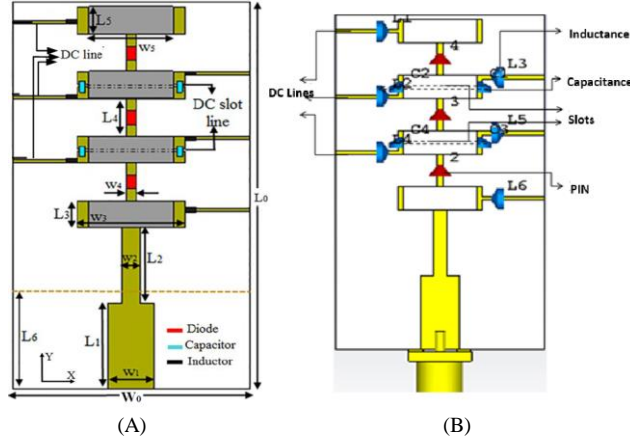 L5
W5
DC line
DC slot
line
L4
W4
L3
W3
L0
W2
L2
L6
L1
Y
X
W1
Diode
Capacitor
Inductor
W0
(A)
L1
4
L3
Inductance
C2
Capacitance
DC Lines
3
Slots
L5
C4
2
L6
PIN
(B)